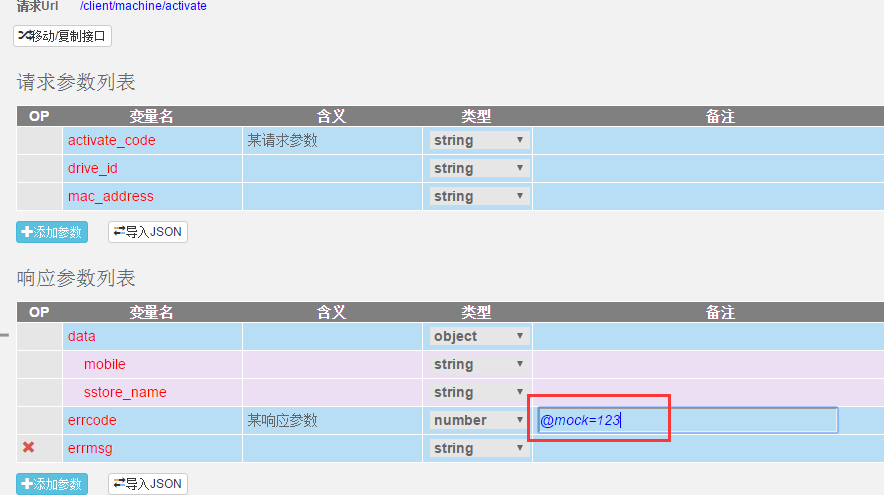 请求Url /client/machine/activate
移动/复制接口
请求参数列表
OP 变量名 含义 类型 备注
activate_code 某请求参数 string
drive_id string
mac_address string
添加参数 导入JSON
响应参数列表
OP 变量名 含义 类型 备注
data object
mobile string
sstore_name string
errcode 某响应参数 number @mock=123
errmsg string
添加参数 导入JSON